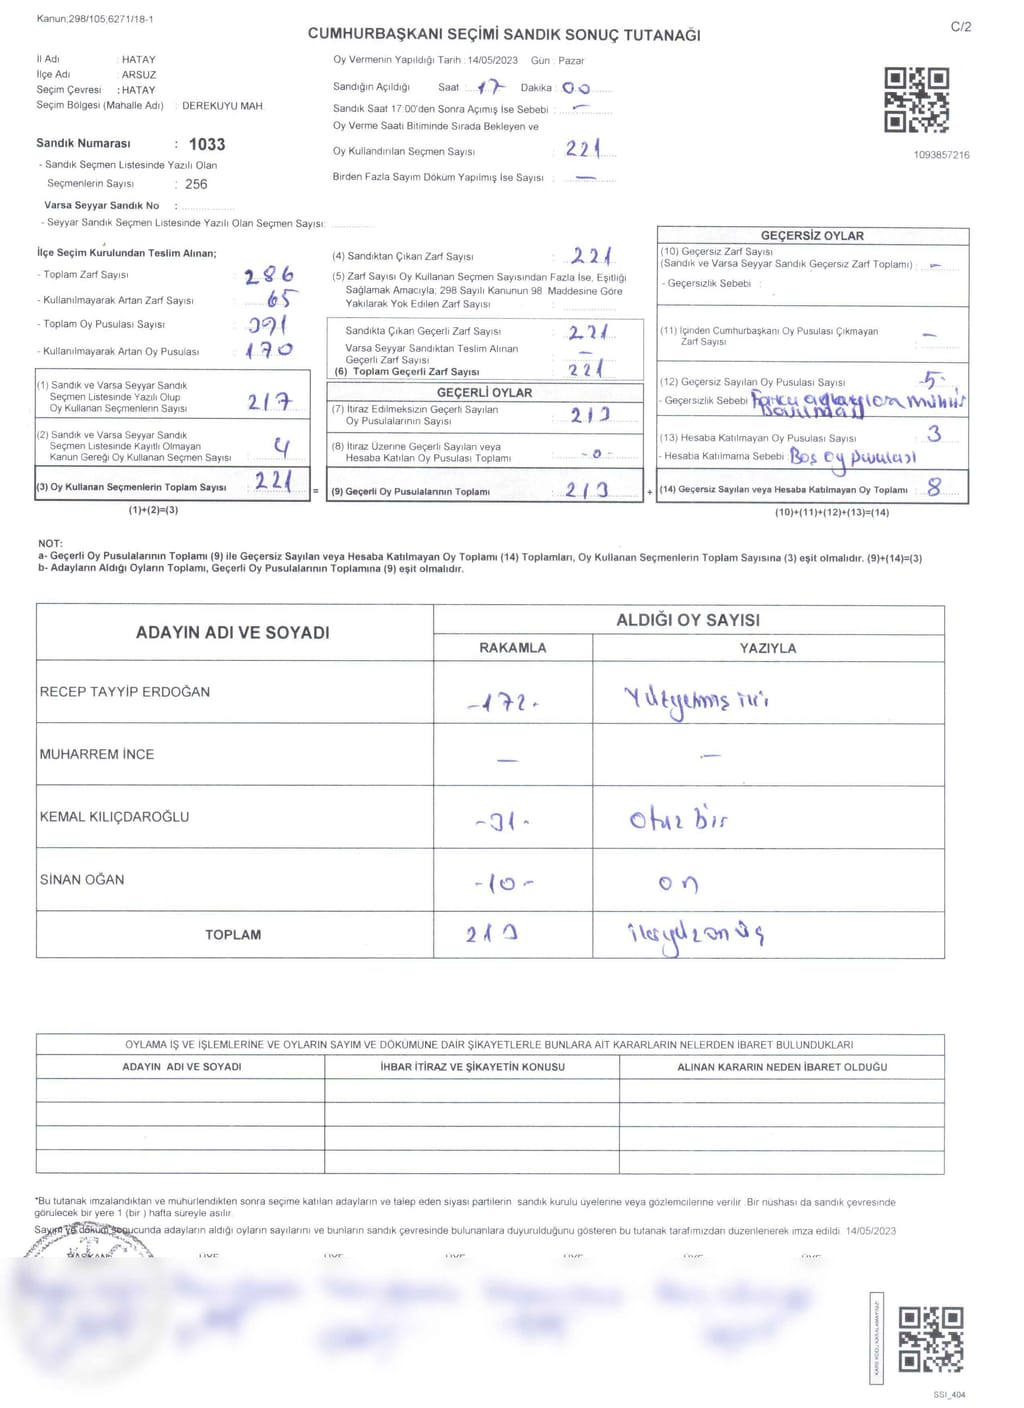 Kanun;298/105;6271/18-1
C/2
CUMHURBAŞKANI SEÇİMİ SANDIK SONUÇ TUTANAĞI
İl Adı : HATAY
İlçe Adı : ARSUZ
Seçim Çevresi : HATAY
Seçim Bölgesi (Mahalle Adı) : DEREKUYU MAH.
Oy Vermenin Yapıldığı Tarih : 14/05/2023 Gün : Pazar
Sandığın Açıldığı Saat : 17 Dakika : 00
Sandık Saat 17:00'den Sonra Açımış İse Sebebi : —
Oy Verme Saati Bitiminde Sırada Bekleyen ve
Oy Kullandırılan Seçmen Sayısı : 221
Birden Fazla Sayım Döküm Yapılmış İse Sayısı : —
1093857216
Sandık Numarası : 1033
- Sandık Seçmen Listesinde Yazılı Olan
Seçmenlerin Sayısı : 256
Varsa Seyyar Sandık No :
- Seyyar Sandık Seçmen Listesinde Yazılı Olan Seçmen Sayısı:
İlçe Seçim Kurulundan Teslim Alınan;
- Toplam Zarf Sayısı : 286
- Kullanılmayarak Artan Zarf Sayısı : 65
- Toplam Oy Pusulası Sayısı : 391
- Kullanılmayarak Artan Oy Pusulası : 170
(1) Sandık ve Varsa Seyyar Sandık
Seçmen Listesinde Yazılı Olup
Oy Kullanan Seçmenlerin Sayısı : 217
(2) Sandık ve Varsa Seyyar Sandık
Seçmen Listesinde Kayıtlı Olmayan
Kanun Gereği Oy Kullanan Seçmen Sayısı : 4
(3) Oy Kullanan Seçmenlerin Toplam Sayısı : 221
(1)+(2)=(3)
(4) Sandıktan Çıkan Zarf Sayısı : 221
(5) Zarf Sayısı Oy Kullanan Seçmen Sayısından Fazla İse, Eşitliği
Sağlamak Amacıyla; 298 Sayılı Kanunun 98. Maddesine Göre
Yakılarak Yok Edilen Zarf Sayısı :
Sandıkta Çıkan Geçerli Zarf Sayısı : 221
Varsa Seyyar Sandıktan Teslim Alınan
Geçerli Zarf Sayısı : —
(6) Toplam Geçerli Zarf Sayısı : 221
GEÇERLİ OYLAR
(7) İtiraz Edilmeksizin Geçerli Sayılan
Oy Pusulalarının Sayısı : 213
(8) İtiraz Üzerine Geçerli Sayılan veya
Hesaba Katılan Oy Pusulası Toplamı : -0-
= (9) Geçerli Oy Pusulalarının Toplamı : 213
GEÇERSİZ OYLAR
(10) Geçersiz Zarf Sayısı
(Sandık ve Varsa Seyyar Sandık Geçersiz Zarf Toplamı) : —
- Geçersizlik Sebebi :
(11) İçinden Cumhurbaşkanı Oy Pusulası Çıkmayan
Zarf Sayısı : —
(12) Geçersiz Sayılan Oy Pusulası Sayısı : -5-
- Geçersizlik Sebebi : Farklı adaylara mühür
(13) Hesaba Katılmayan Oy Pusulası Sayısı : 3
- Hesaba Katılmama Sebebi : Boş oy pusulası
+ (14) Geçersiz Sayılan veya Hesaba Katılmayan Oy Toplamı : 8
(10)+(11)+(12)+(13)=(14)
NOT:
a- Geçerli Oy Pusulalarının Toplamı (9) ile Geçersiz Sayılan veya Hesaba Katılmayan Oy Toplamı (14) Toplamları, Oy Kullanan Seçmenlerin Toplam Sayısına (3) eşit olmalıdır. (9)+(14)=(3)
b- Adayların Aldığı Oyların Toplamı, Geçerli Oy Pusulalarının Toplamına (9) eşit olmalıdır.
ADAYIN ADI VE SOYADI
ALDIĞI OY SAYISI
RAKAMLA YAZIYLA
RECEP TAYYİP ERDOĞAN -172- Yüzyetmiş iki
MUHARREM İNCE — —
KEMAL KILIÇDAROĞLU -31- Otuz bir
SİNAN OĞAN -10- on
TOPLAM 213 ikiyüzonüç
OYLAMA İŞ VE İŞLEMLERİNE VE OYLARIN SAYIM VE DÖKÜMÜNE DAİR ŞİKAYETLERLE BUNLARA AİT KARARLARIN NELERDEN İBARET BULUNDUKLARI
ADAYIN ADI VE SOYADI İHBAR İTİRAZ VE ŞİKAYETİN KONUSU ALINAN KARARIN NEDEN İBARET OLDUĞU
*Bu tutanak imzalandıktan ve mühürlendikten sonra seçime katılan adayların ve talep eden siyasi partilerin sandık kurulu üyelerine veya gözlemcilerine verilir. Bir nüshası da sandık çevresinde
görülecek bir yere 1 (bir ) hafta süreyle asılır.
Sayım ve döküm sonucunda adayların aldığı oyların sayılarını ve bunların sandık çevresinde bulunanlara duyurulduğunu gösteren bu tutanak tarafımızdan düzenlenerek imza edildi. 14/05/2023
BAŞKAN ÜYE ÜYE ÜYE ÜYE ÜYE ÜYE
SSI_404